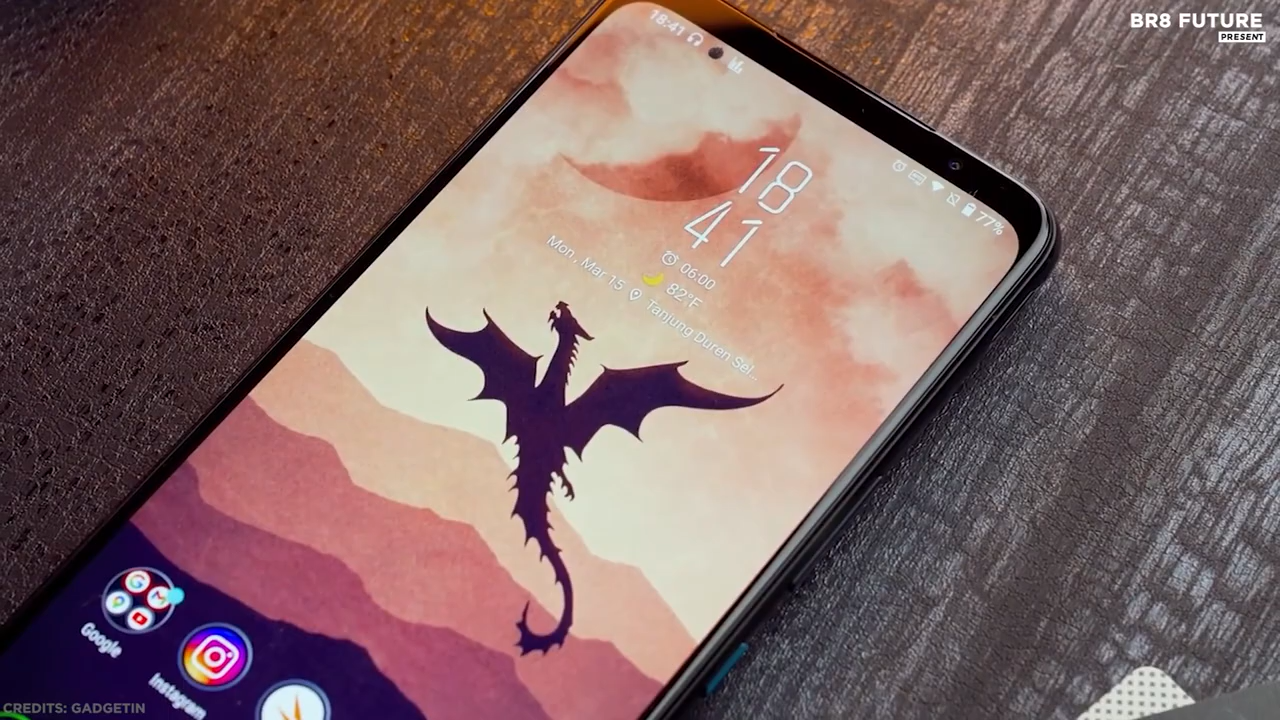 BR8 FUTURE
PRESENT
18:41
77%
18
41
06:00
82°F
Mon, Mar 15 Tanjung Duren Sel...
Google
Instagram
CREDITS: GADGETIN